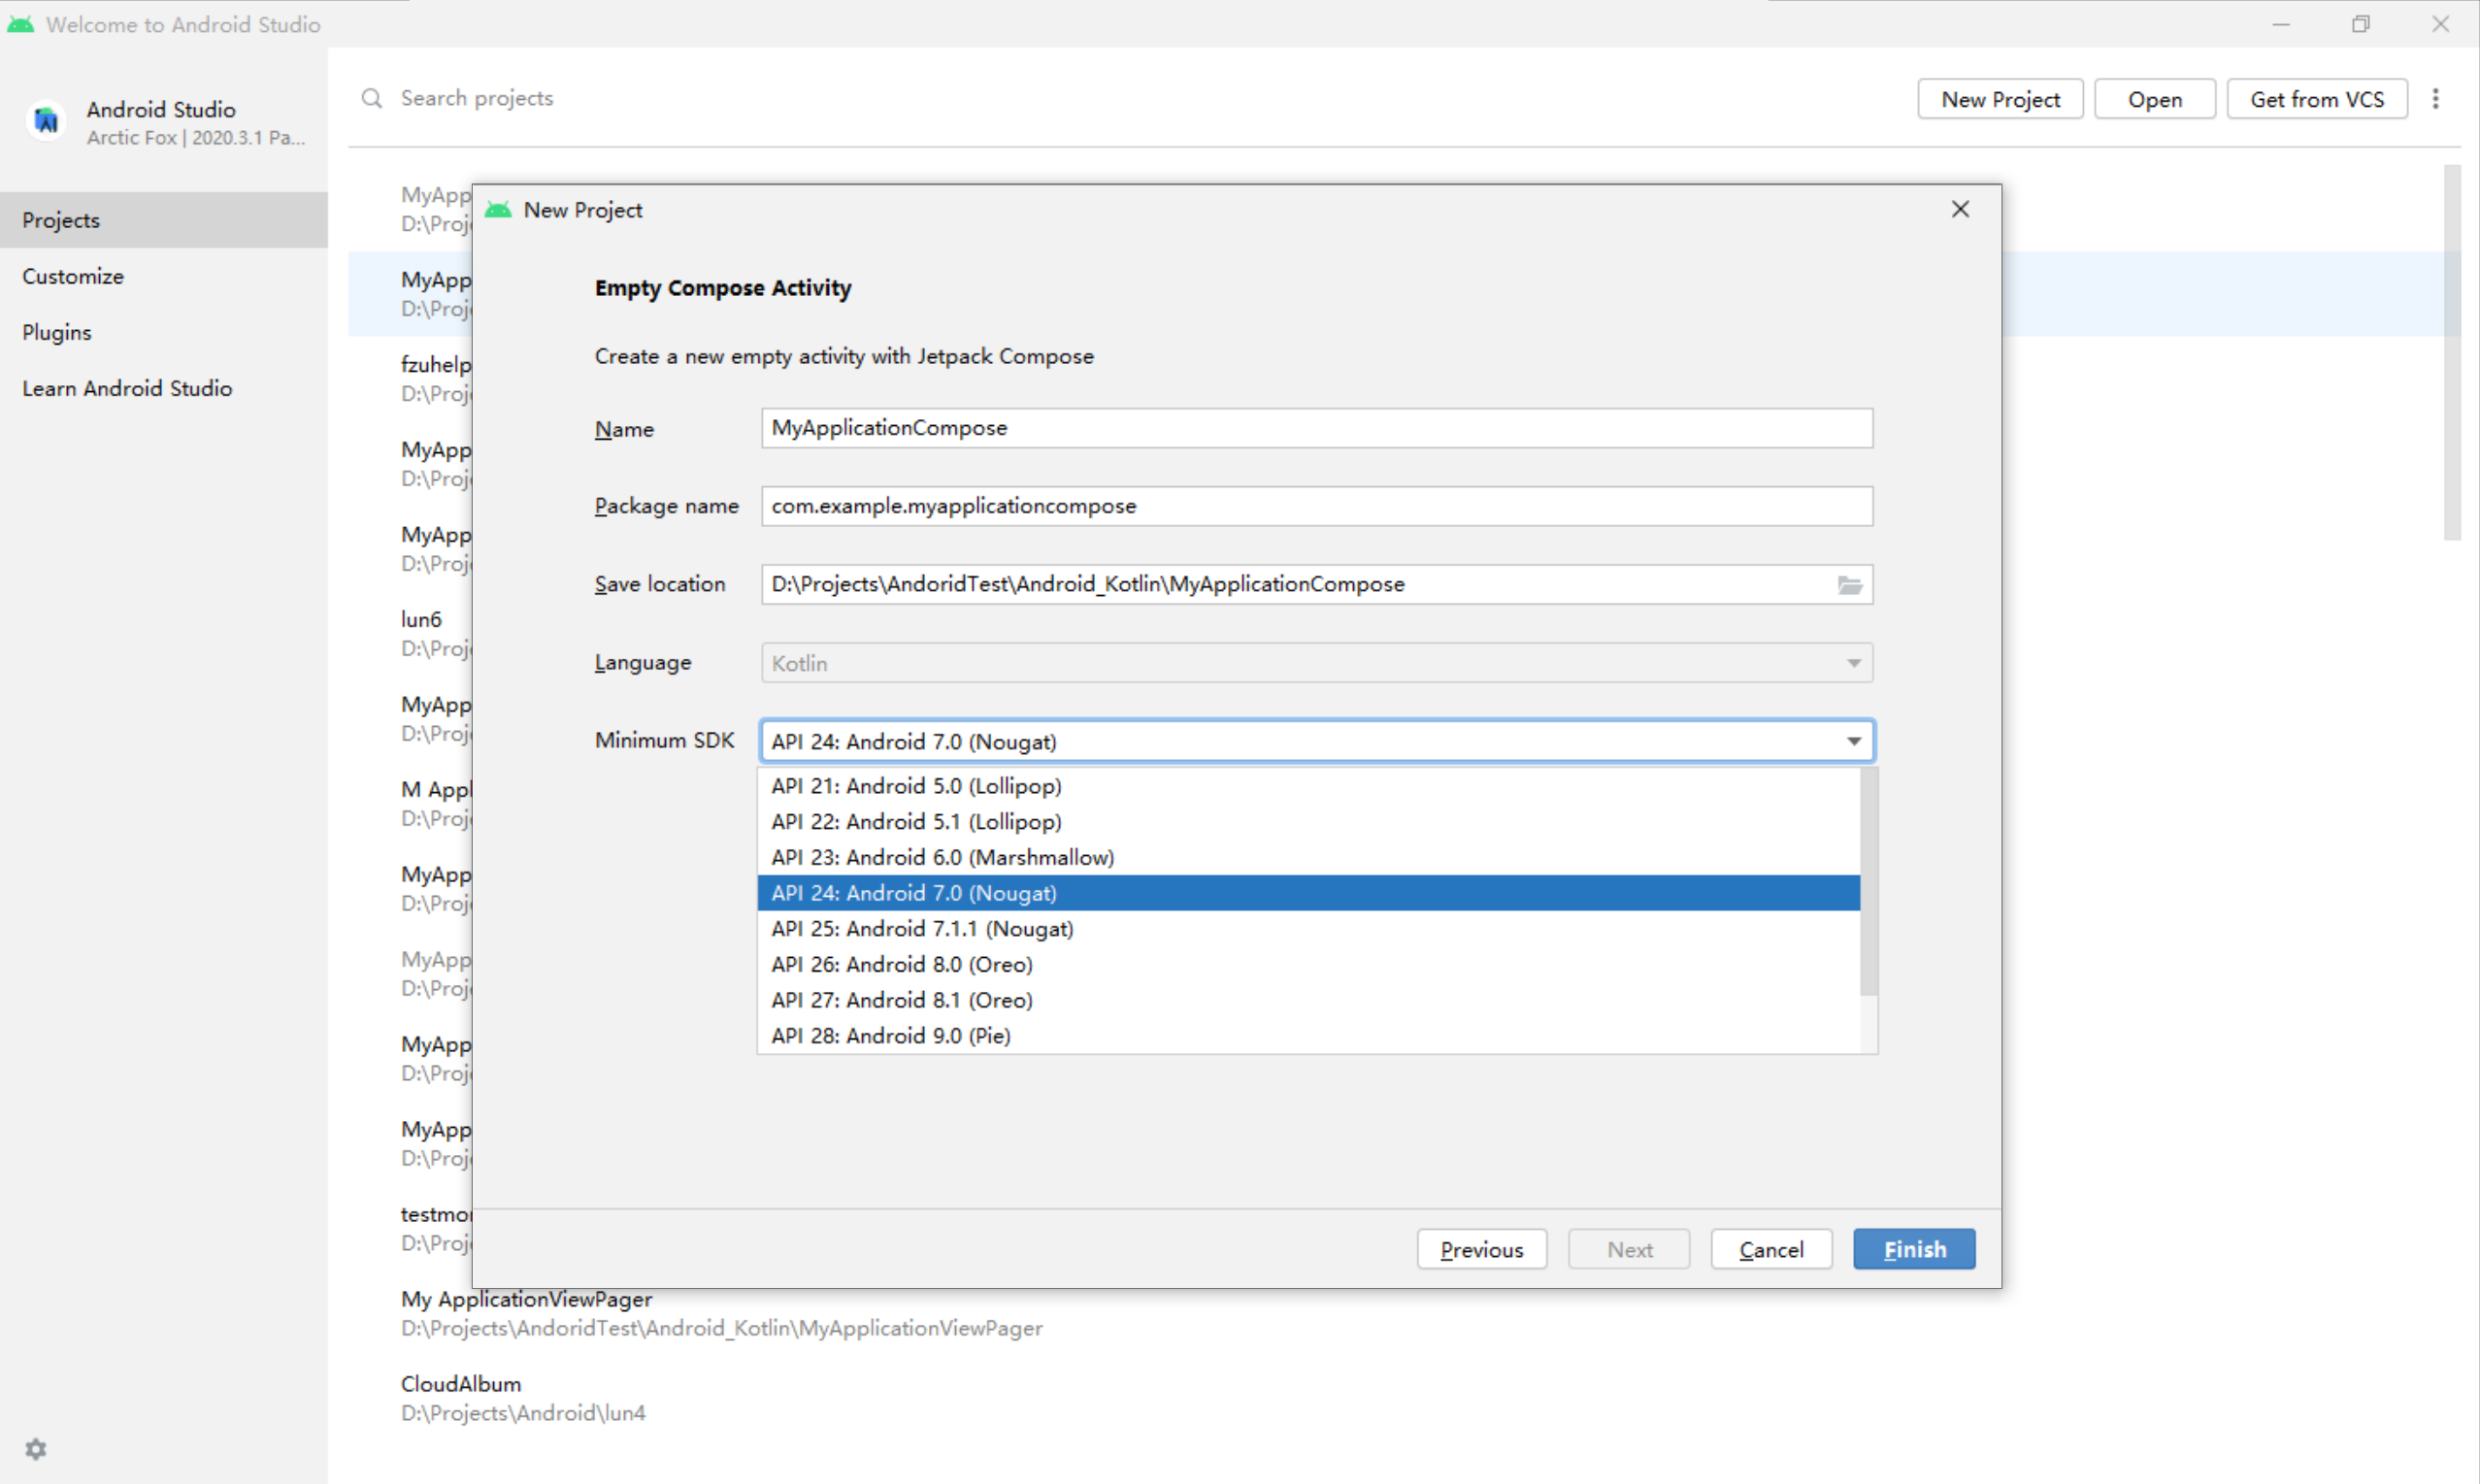 Welcome to Android Studio
Android Studio
Arctic Fox | 2020.3.1 Pa...
Projects
Customize
Plugins
Learn Android Studio
Search projects
New Project
Open
Get from VCS
MyApp
D:\Proj
MyApp
D:\Proj
fzuhelp
D:\Proj
MyApp
D:\Proj
MyApp
D:\Proj
lun6
D:\Proj
MyApp
D:\Proj
M Appl
D:\Proj
MyApp
D:\Proj
MyApp
D:\Proj
MyApp
D:\Proj
MyApp
D:\Proj
testmo
D:\Proj
My ApplicationViewPager
D:\Projects\AndoridTest\Android_Kotlin\MyApplicationViewPager
CloudAlbum
D:\Projects\Android\lun4
New Project
Empty Compose Activity
Create a new empty activity with Jetpack Compose
Name MyApplicationCompose
Package name com.example.myapplicationcompose
Save location D:\Projects\AndoridTest\Android_Kotlin\MyApplicationCompose
Language Kotlin
Minimum SDK API 24: Android 7.0 (Nougat)
API 21: Android 5.0 (Lollipop)
API 22: Android 5.1 (Lollipop)
API 23: Android 6.0 (Marshmallow)
API 24: Android 7.0 (Nougat)
API 25: Android 7.1.1 (Nougat)
API 26: Android 8.0 (Oreo)
API 27: Android 8.1 (Oreo)
API 28: Android 9.0 (Pie)
Previous
Next
Cancel
Finish